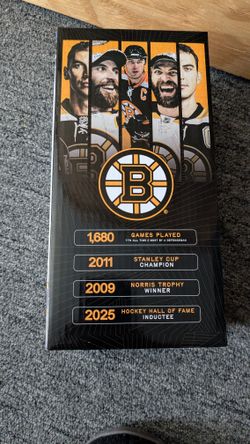 B
1,680 GAMES PLAYED
7TH ALL TIME | MOST BY A DEFENSEMAN
2011 STANLEY CUP
CHAMPION
2009 NORRIS TROPHY
WINNER
2025 HOCKEY HALL OF FAME
INDUCTEE